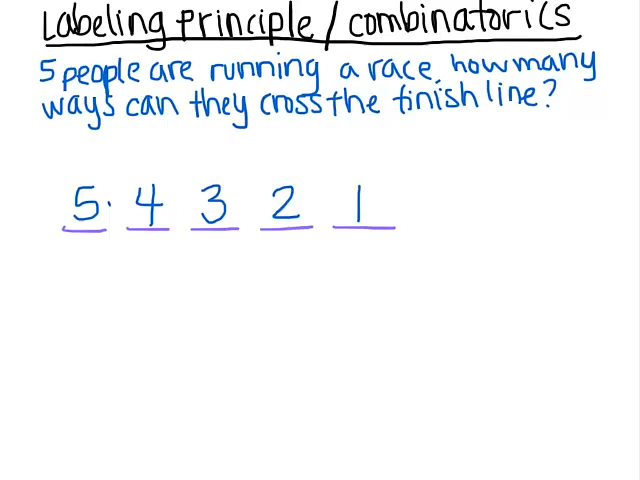 Labeling Principle / combinatorics
5 people are running a race, how many
ways can they cross the finish line?
5 · 4 3 2 1